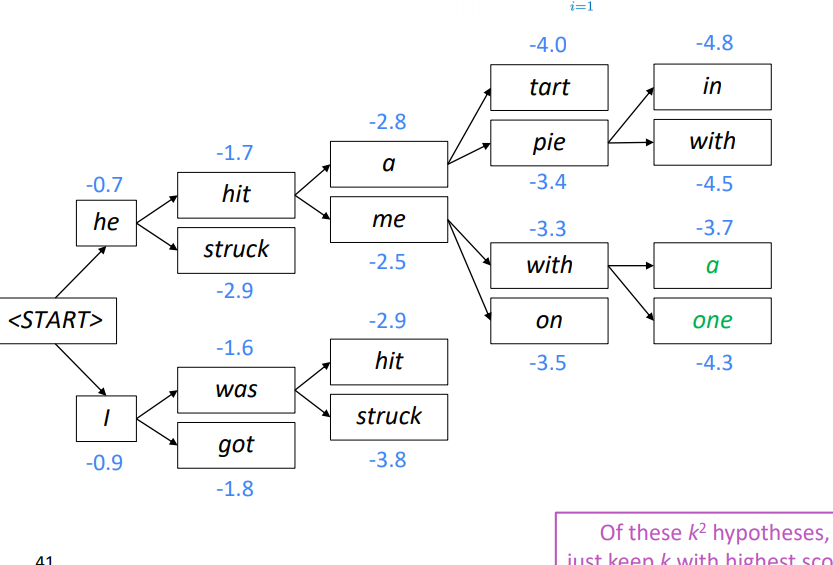 i=1
-4.0
-4.8
tart
in
-2.8
-1.7
a
pie
with
-0.7
hit
-3.4
-4.5
he
me
-3.3
-3.7
struck
-2.5
with
a
-2.9
<START>
-2.9
on
one
-1.6
hit
-3.5
-4.3
was
I
struck
got
-0.9
-3.8
-1.8
Of these k² hypotheses,
just keep k with highest
41